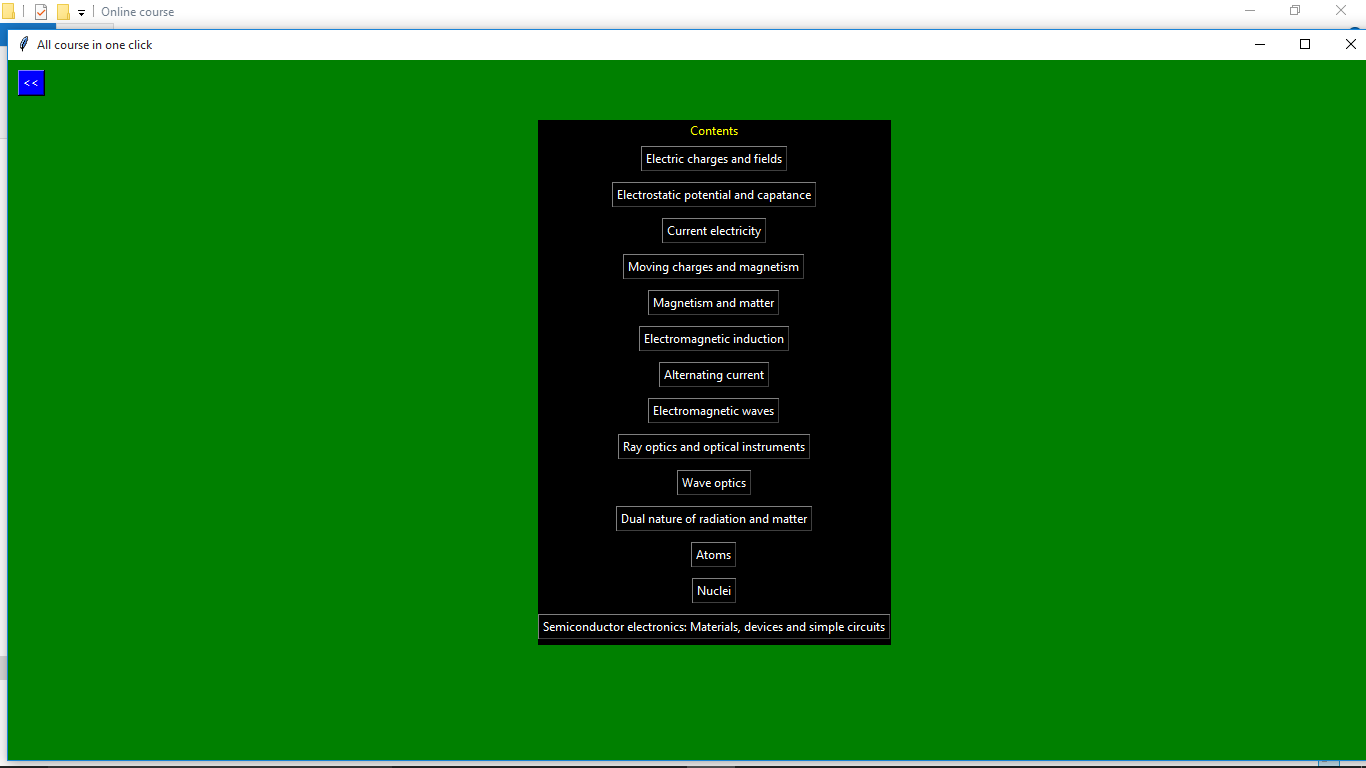 Online course
All course in one click
<<
Contents
Electric charges and fields
Electrostatic potential and capatance
Current electricity
Moving charges and magnetism
Magnetism and matter
Electromagnetic induction
Alternating current
Electromagnetic waves
Ray optics and optical instruments
Wave optics
Dual nature of radiation and matter
Atoms
Nuclei
Semiconductor electronics: Materials, devices and simple circuits